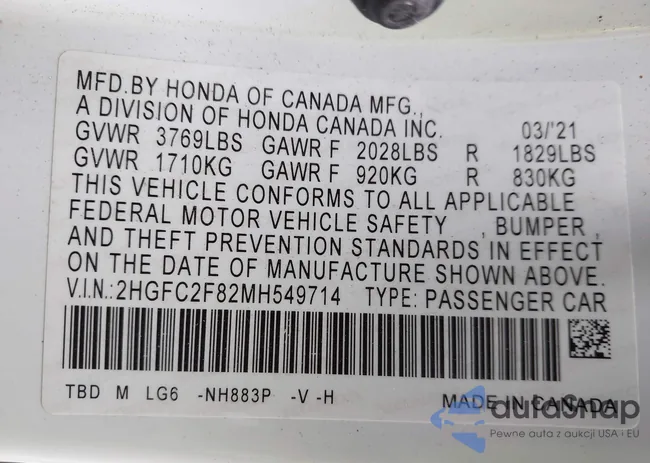 MFD.BY HONDA OF CANADA MFG.,
A DIVISION OF HONDA CANADA INC. 03/'21
GVWR 3769LBS GAWR F 2028LBS R 1829LBS
GVWR 1710KG GAWR F 920KG R 830KG
THIS VEHICLE CONFORMS TO ALL APPLICABLE
FEDERAL MOTOR VEHICLE SAFETY , BUMPER ,
AND THEFT PREVENTION STANDARDS IN EFFECT
ON THE DATE OF MANUFACTURE SHOWN ABOVE.
V.I.N.:2HGFC2F82MH549714 TYPE: PASSENGER CAR
TBD M LG6 -NH883P -V -H MADE IN CANADA
autaSnap
Pewne auta z aukcji USA i EU